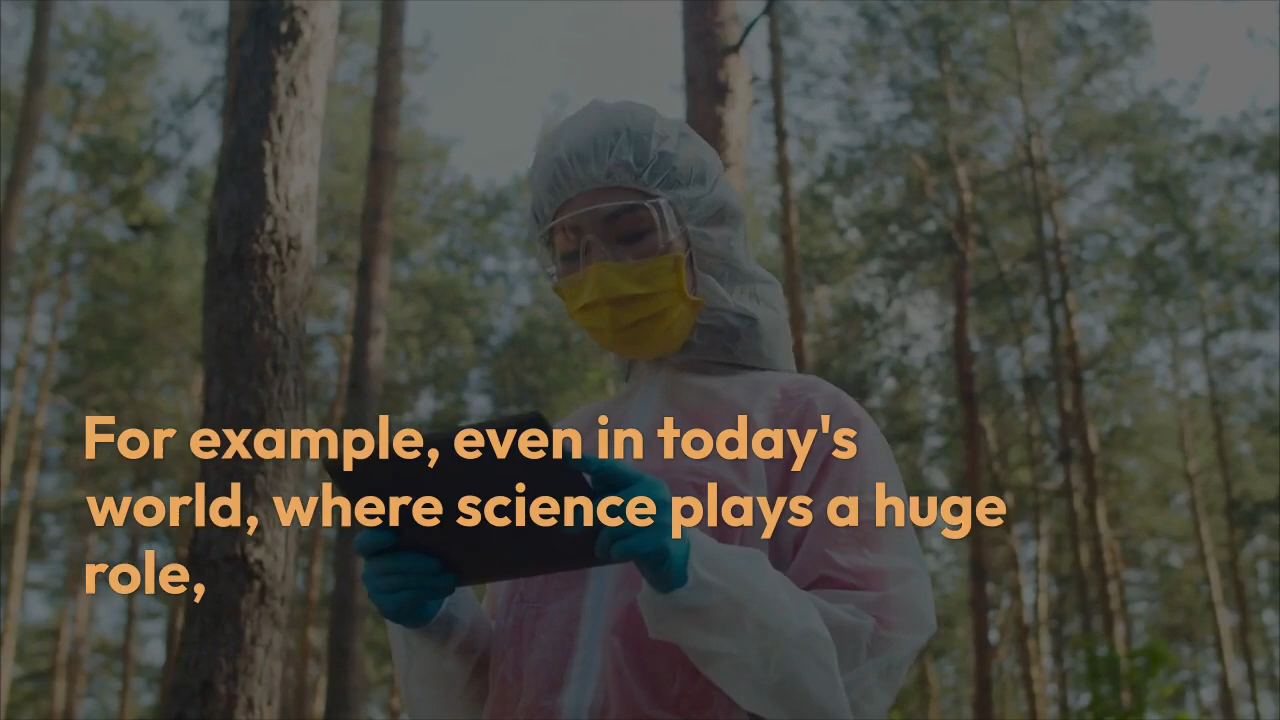 For example, even in today's
world, where science plays a huge
role,